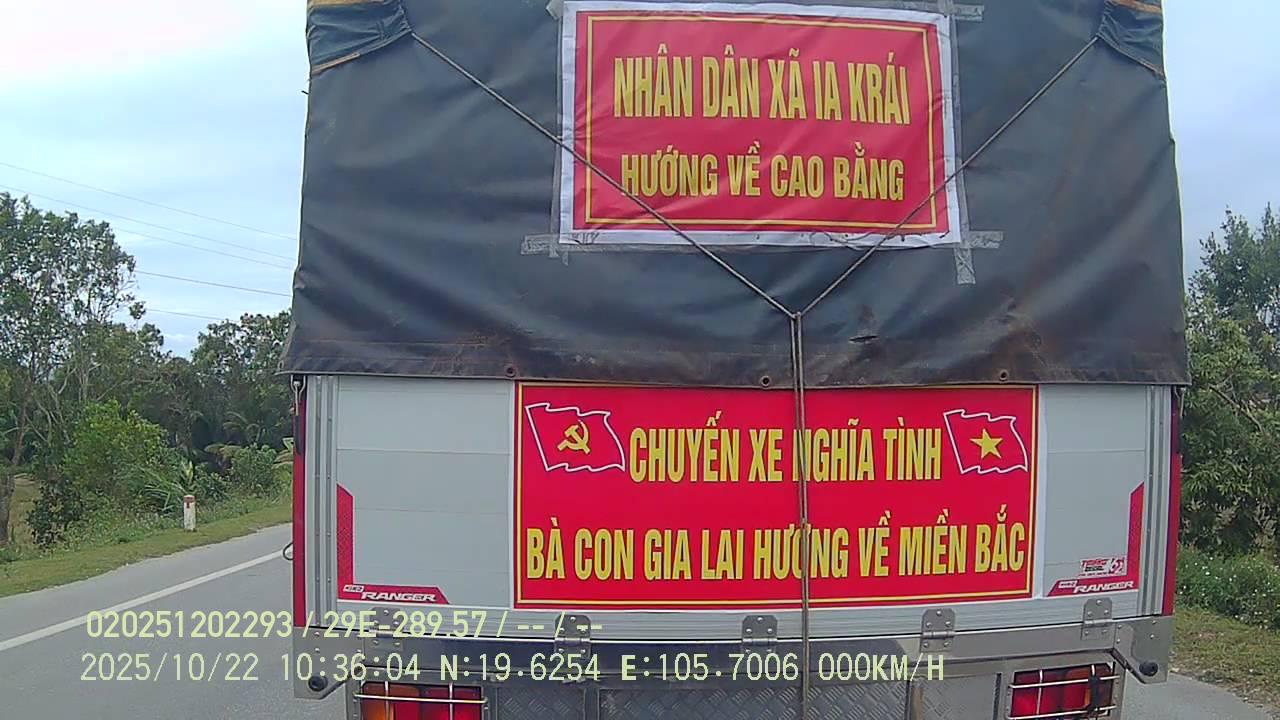 NHÂN DÂN XÃ IA KRÁI
HƯỚNG VỀ CAO BẰNG
CHUYẾN XE NGHĨA TÌNH
BÀ CON GIA LAI HƯỚNG VỀ MIỀN BẮC
RANGER
RANGER
020251202293 / 29E-289.57 / -- / --
2025/10/22 10:36:04 N:19.6254 E:105.7006 000KM/H